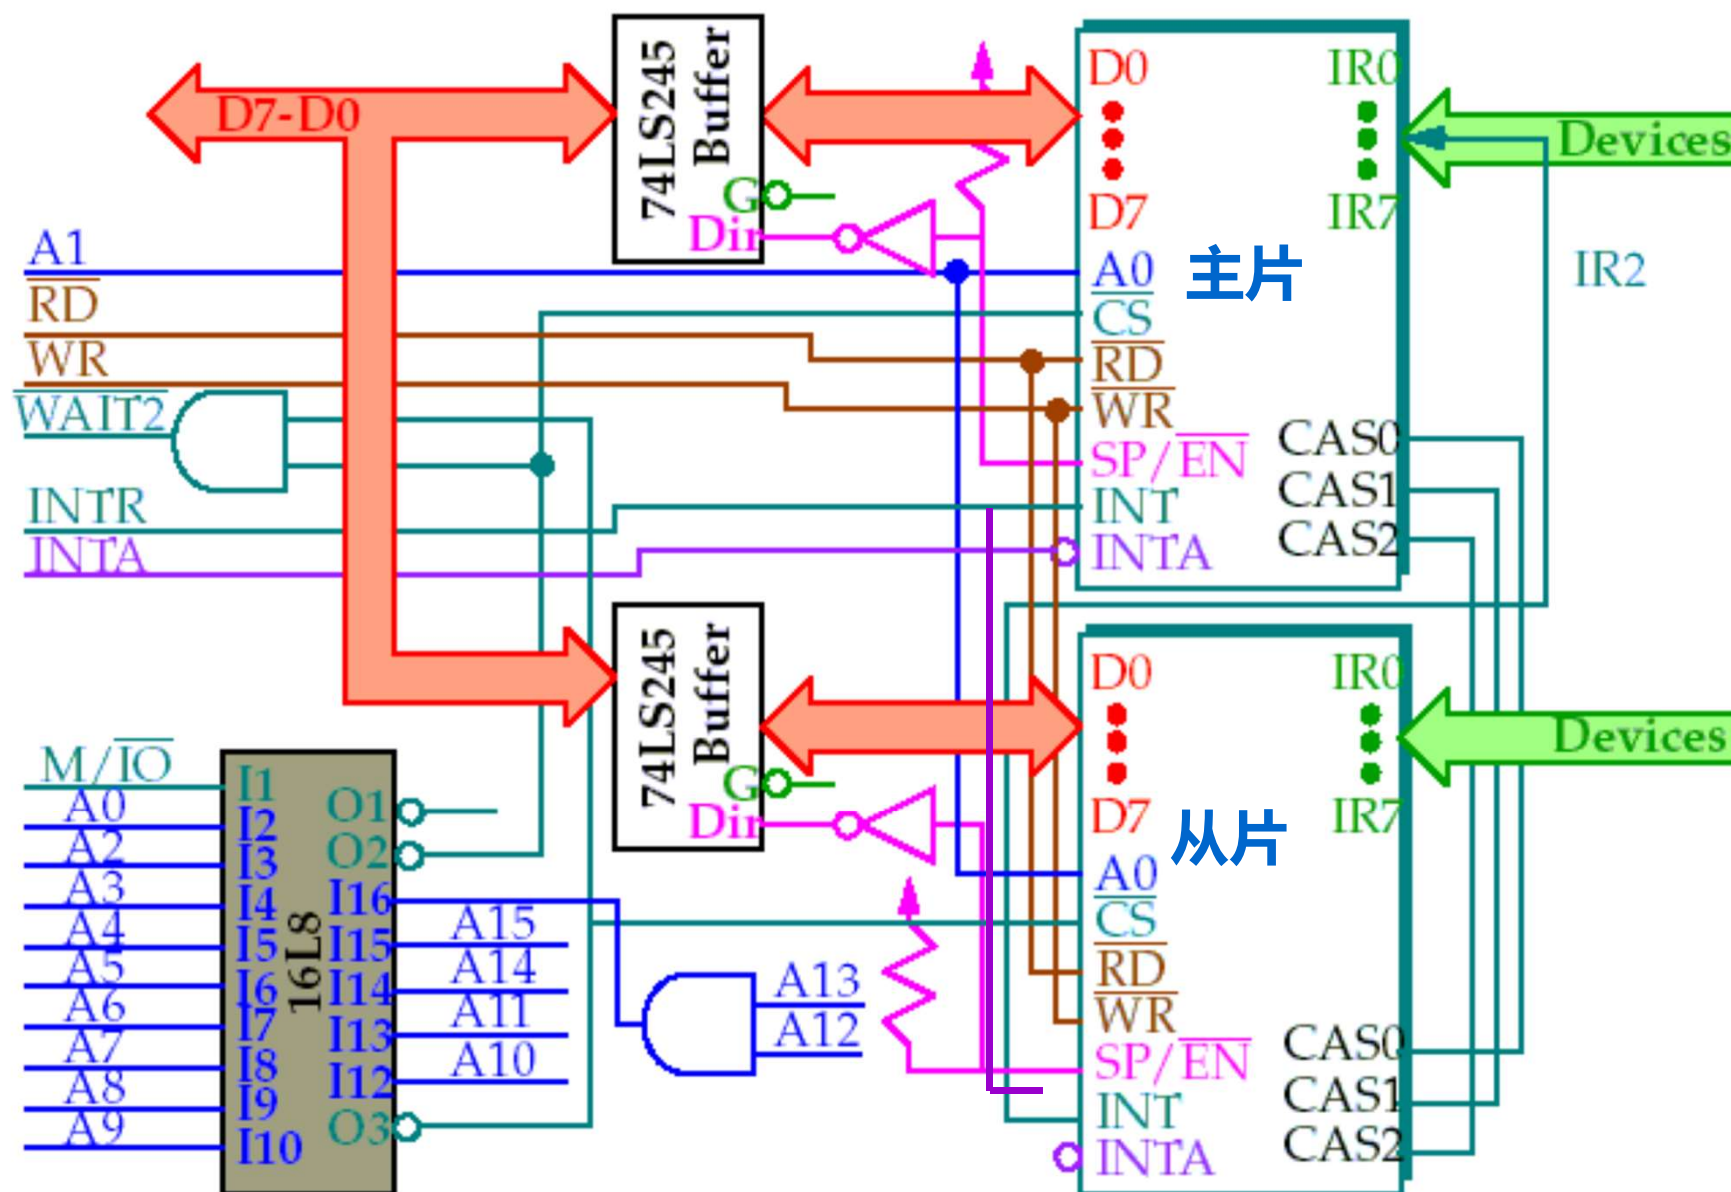 D7-D0
74LS245
Buffer
G
Dir
D0
D7
A0
CS
RD
WR
SP/EN
INT
INTA
主片
IR0
IR7
CAS0
CAS1
CAS2
Devices
IR2
A1
RD
WR
WAIT2
INTR
INTA
74LS245
Buffer
G
Dir
D0
D7
A0
CS
RD
WR
SP/EN
INT
INTA
从片
IR0
IR7
CAS0
CAS1
CAS2
Devices
M/IO
A0
A2
A3
A4
A5
A6
A7
A8
A9
I1
I2
I3
I4
I5
I6
I7
I8
I9
I10
16L8
O1
O2
I16
I15
I14
I13
I12
O3
A15
A14
A11
A10
A13
A12